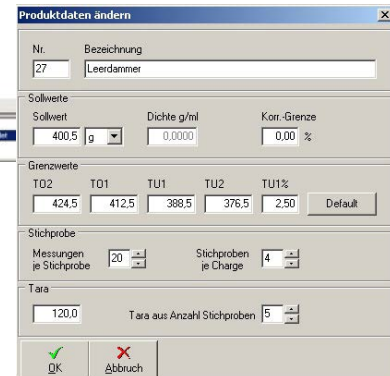 Produktdaten ändern
Nr. Bezeichnung
27 Leerdammer
Sollwerte
Sollwert Dichte g/ml Korr.-Grenze
400,5 g 0,0000 0,00 %
Grenzwerte
TO2 TO1 TU1 TU2 TU1%
424,5 412,5 388,5 376,5 2,50 Default
Stichprobe
Messungen je Stichprobe 20 Stichproben je Charge 4
Tara
120,0 Tara aus Anzahl Stichproben 5
OK Abbruch